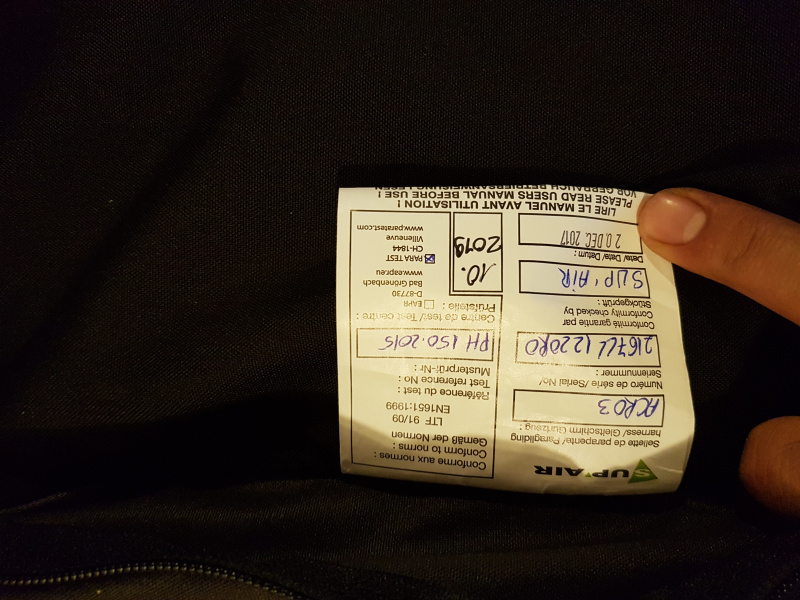 SUP'AIR
Sellette de parapente/ Paragliding
harness/ Gleitschirm Gurtzeug :
ACRO 3
Numéro de série /Serial No/
Seriennummer :
Conformité garantie par
Conformity checked by
Stückgeprüft :
SUP'AIR
Date/ Date/ Datum :
20. DEC. 2017
Conforme aux normes :
Conform to norms
Gemäß der Normen
LTF 91/09
EN1651:1999
Référence du test :
Test reference No :
Musterprüf-Nr :
PH 150.2015
Centre de test/ Test centre :
Prüfstelle :
EAPR
D-87730
Bad Grönenbach
www.eapr.eu
PARA TEST
CH-1844
Villeneuve
www.paratest.com
10.
2019
LIRE LE MANUEL AVANT UTILISATION !
PLEASE READ USERS MANUAL BEFORE USE !
VOR GEBRAUCH BETRIEBSANWEISUNG LESEN